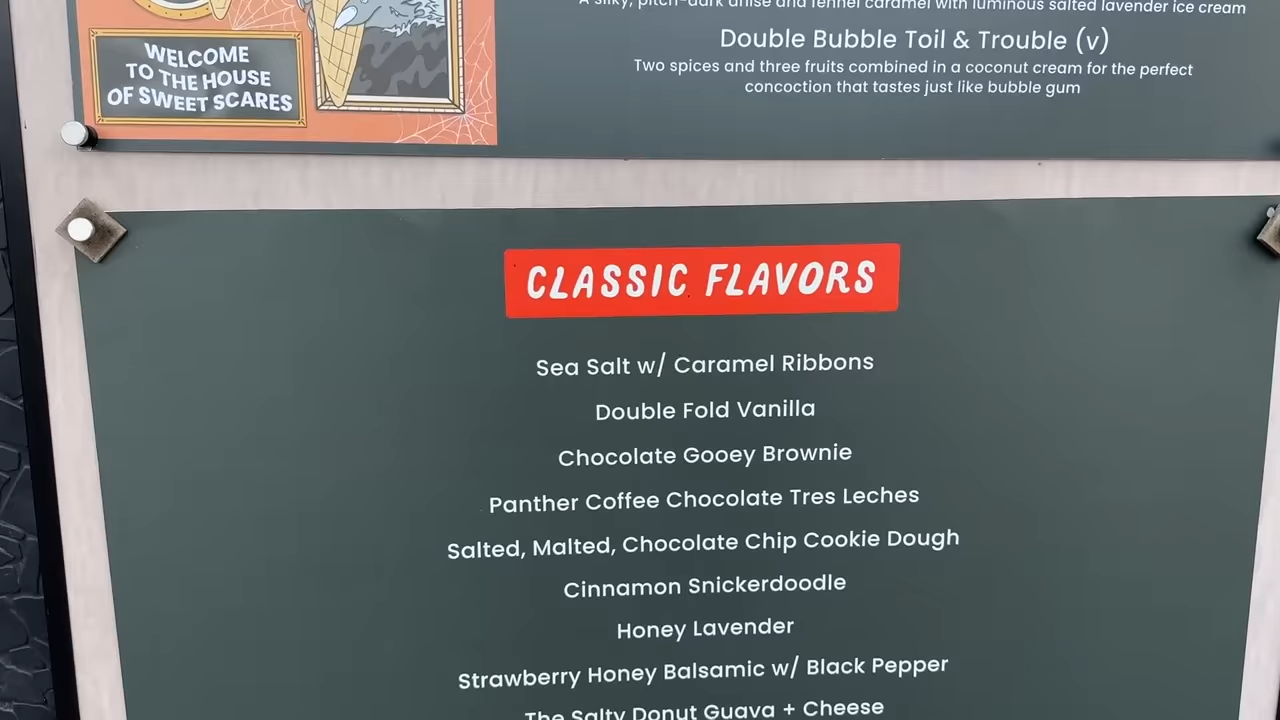 A silky, pitch-dark anise and fennel caramel with luminous salted lavender ice cream
Double Bubble Toil & Trouble (v)
Two spices and three fruits combined in a coconut cream for the perfect
concoction that tastes just like bubble gum
WELCOME
TO THE HOUSE
OF SWEET SCARES
CLASSIC FLAVORS
Sea Salt w/ Caramel Ribbons
Double Fold Vanilla
Chocolate Gooey Brownie
Panther Coffee Chocolate Tres Leches
Salted, Malted, Chocolate Chip Cookie Dough
Cinnamon Snickerdoodle
Honey Lavender
Strawberry Honey Balsamic w/ Black Pepper
The Salty Donut Guava + Cheese